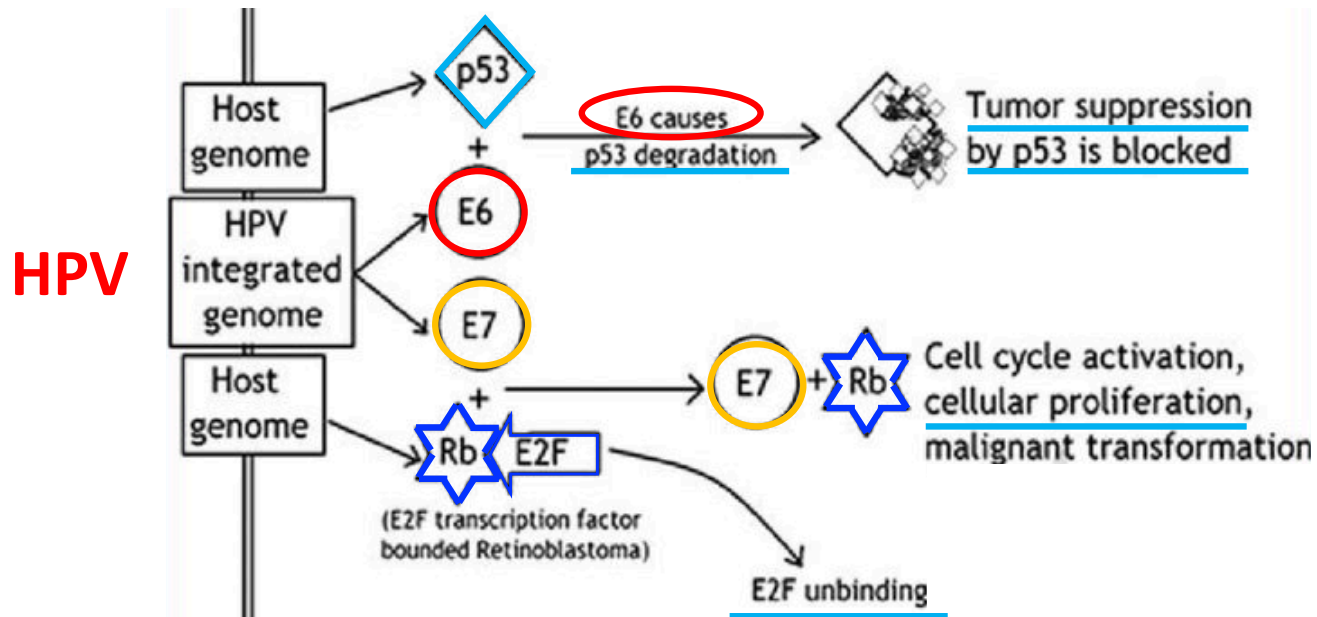 p53
Host
genome
E6 causes
p53 degradation
Tumor suppression
by p53 is blocked
+
E6
HPV
HPV
integrated
genome
E7
Host
genome
+
Rb
E2F
E7
+
Rb
Cell cycle activation,
cellular proliferation,
malignant transformation
(E2F transcription factor
bounded Retinoblastoma)
E2F unbinding